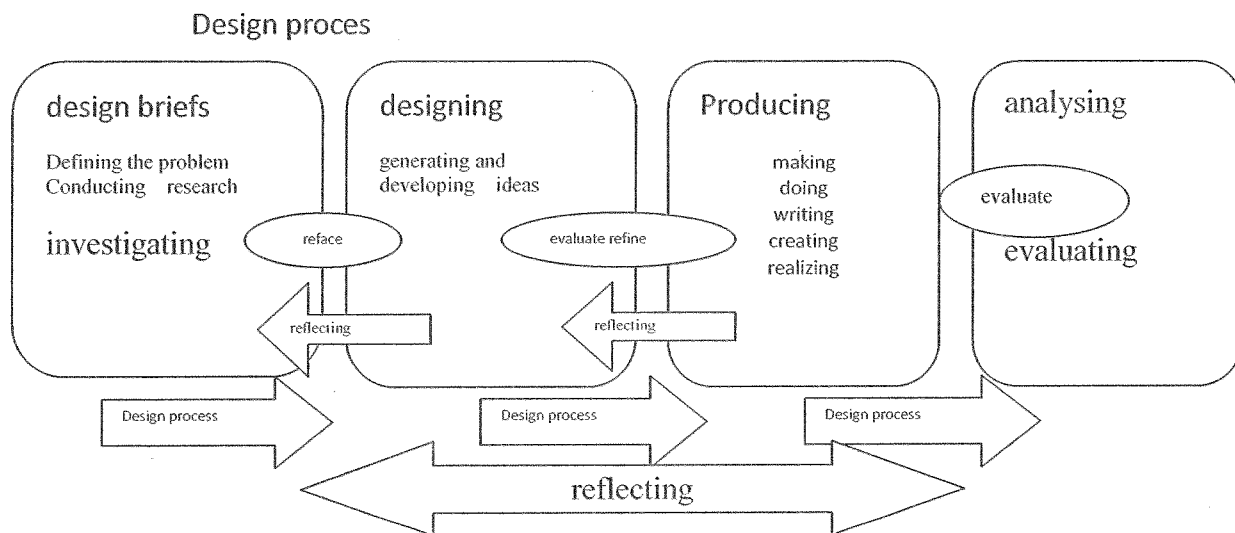 Design proces
design briefs
Defining the problem
Conducting research
investigating
reface
designing
generating and
developing ideas
evaluate refine
Producing
making
doing
writing
creating
realizing
analysing
evaluate
evaluating
reflecting
reflecting
Design process
Design process
Design process
reflecting